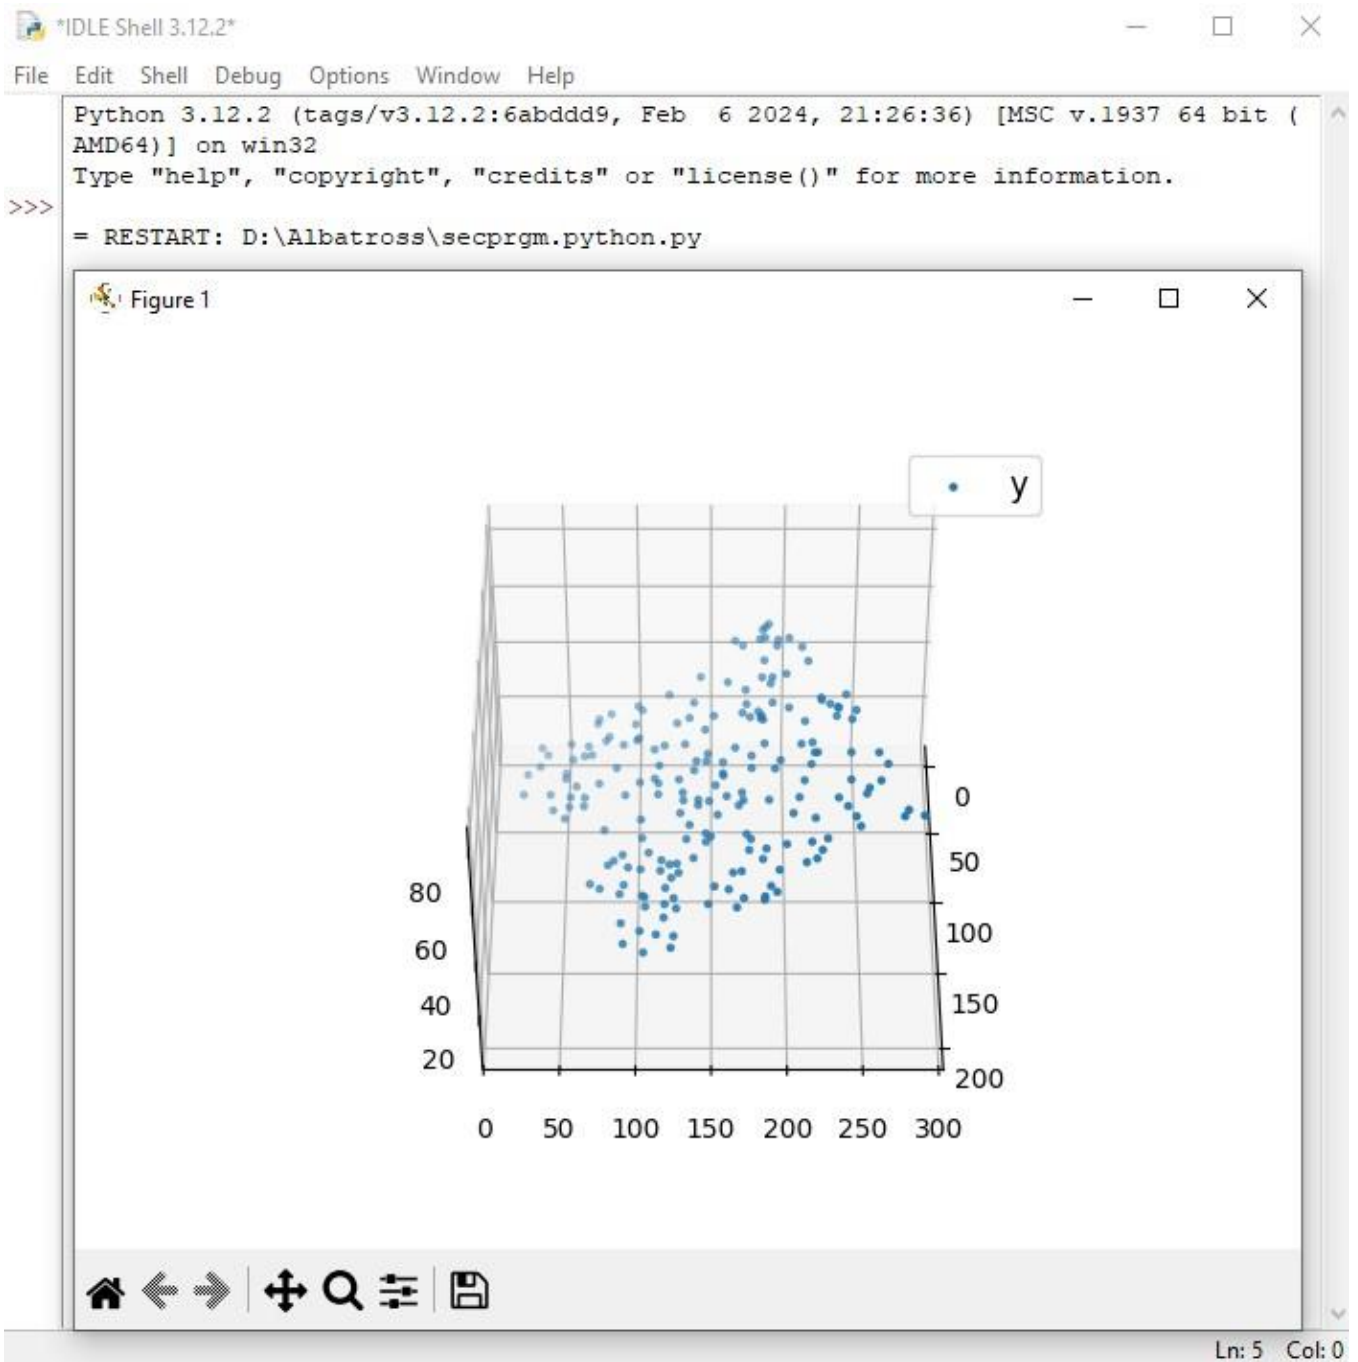 *IDLE Shell 3.12.2*
File Edit Shell Debug Options Window Help
Python 3.12.2 (tags/v3.12.2:6abddd9, Feb  6 2024, 21:26:36) [MSC v.1937 64 bit (
AMD64)] on win32
Type "help", "copyright", "credits" or "license()" for more information.
>>>
= RESTART: D:\Albatross\secprgm.python.py
Figure 1
y
0
50
80
100
60
150
40
20
200
0 50 100 150 200 250 300
Ln: 5 Col: 0